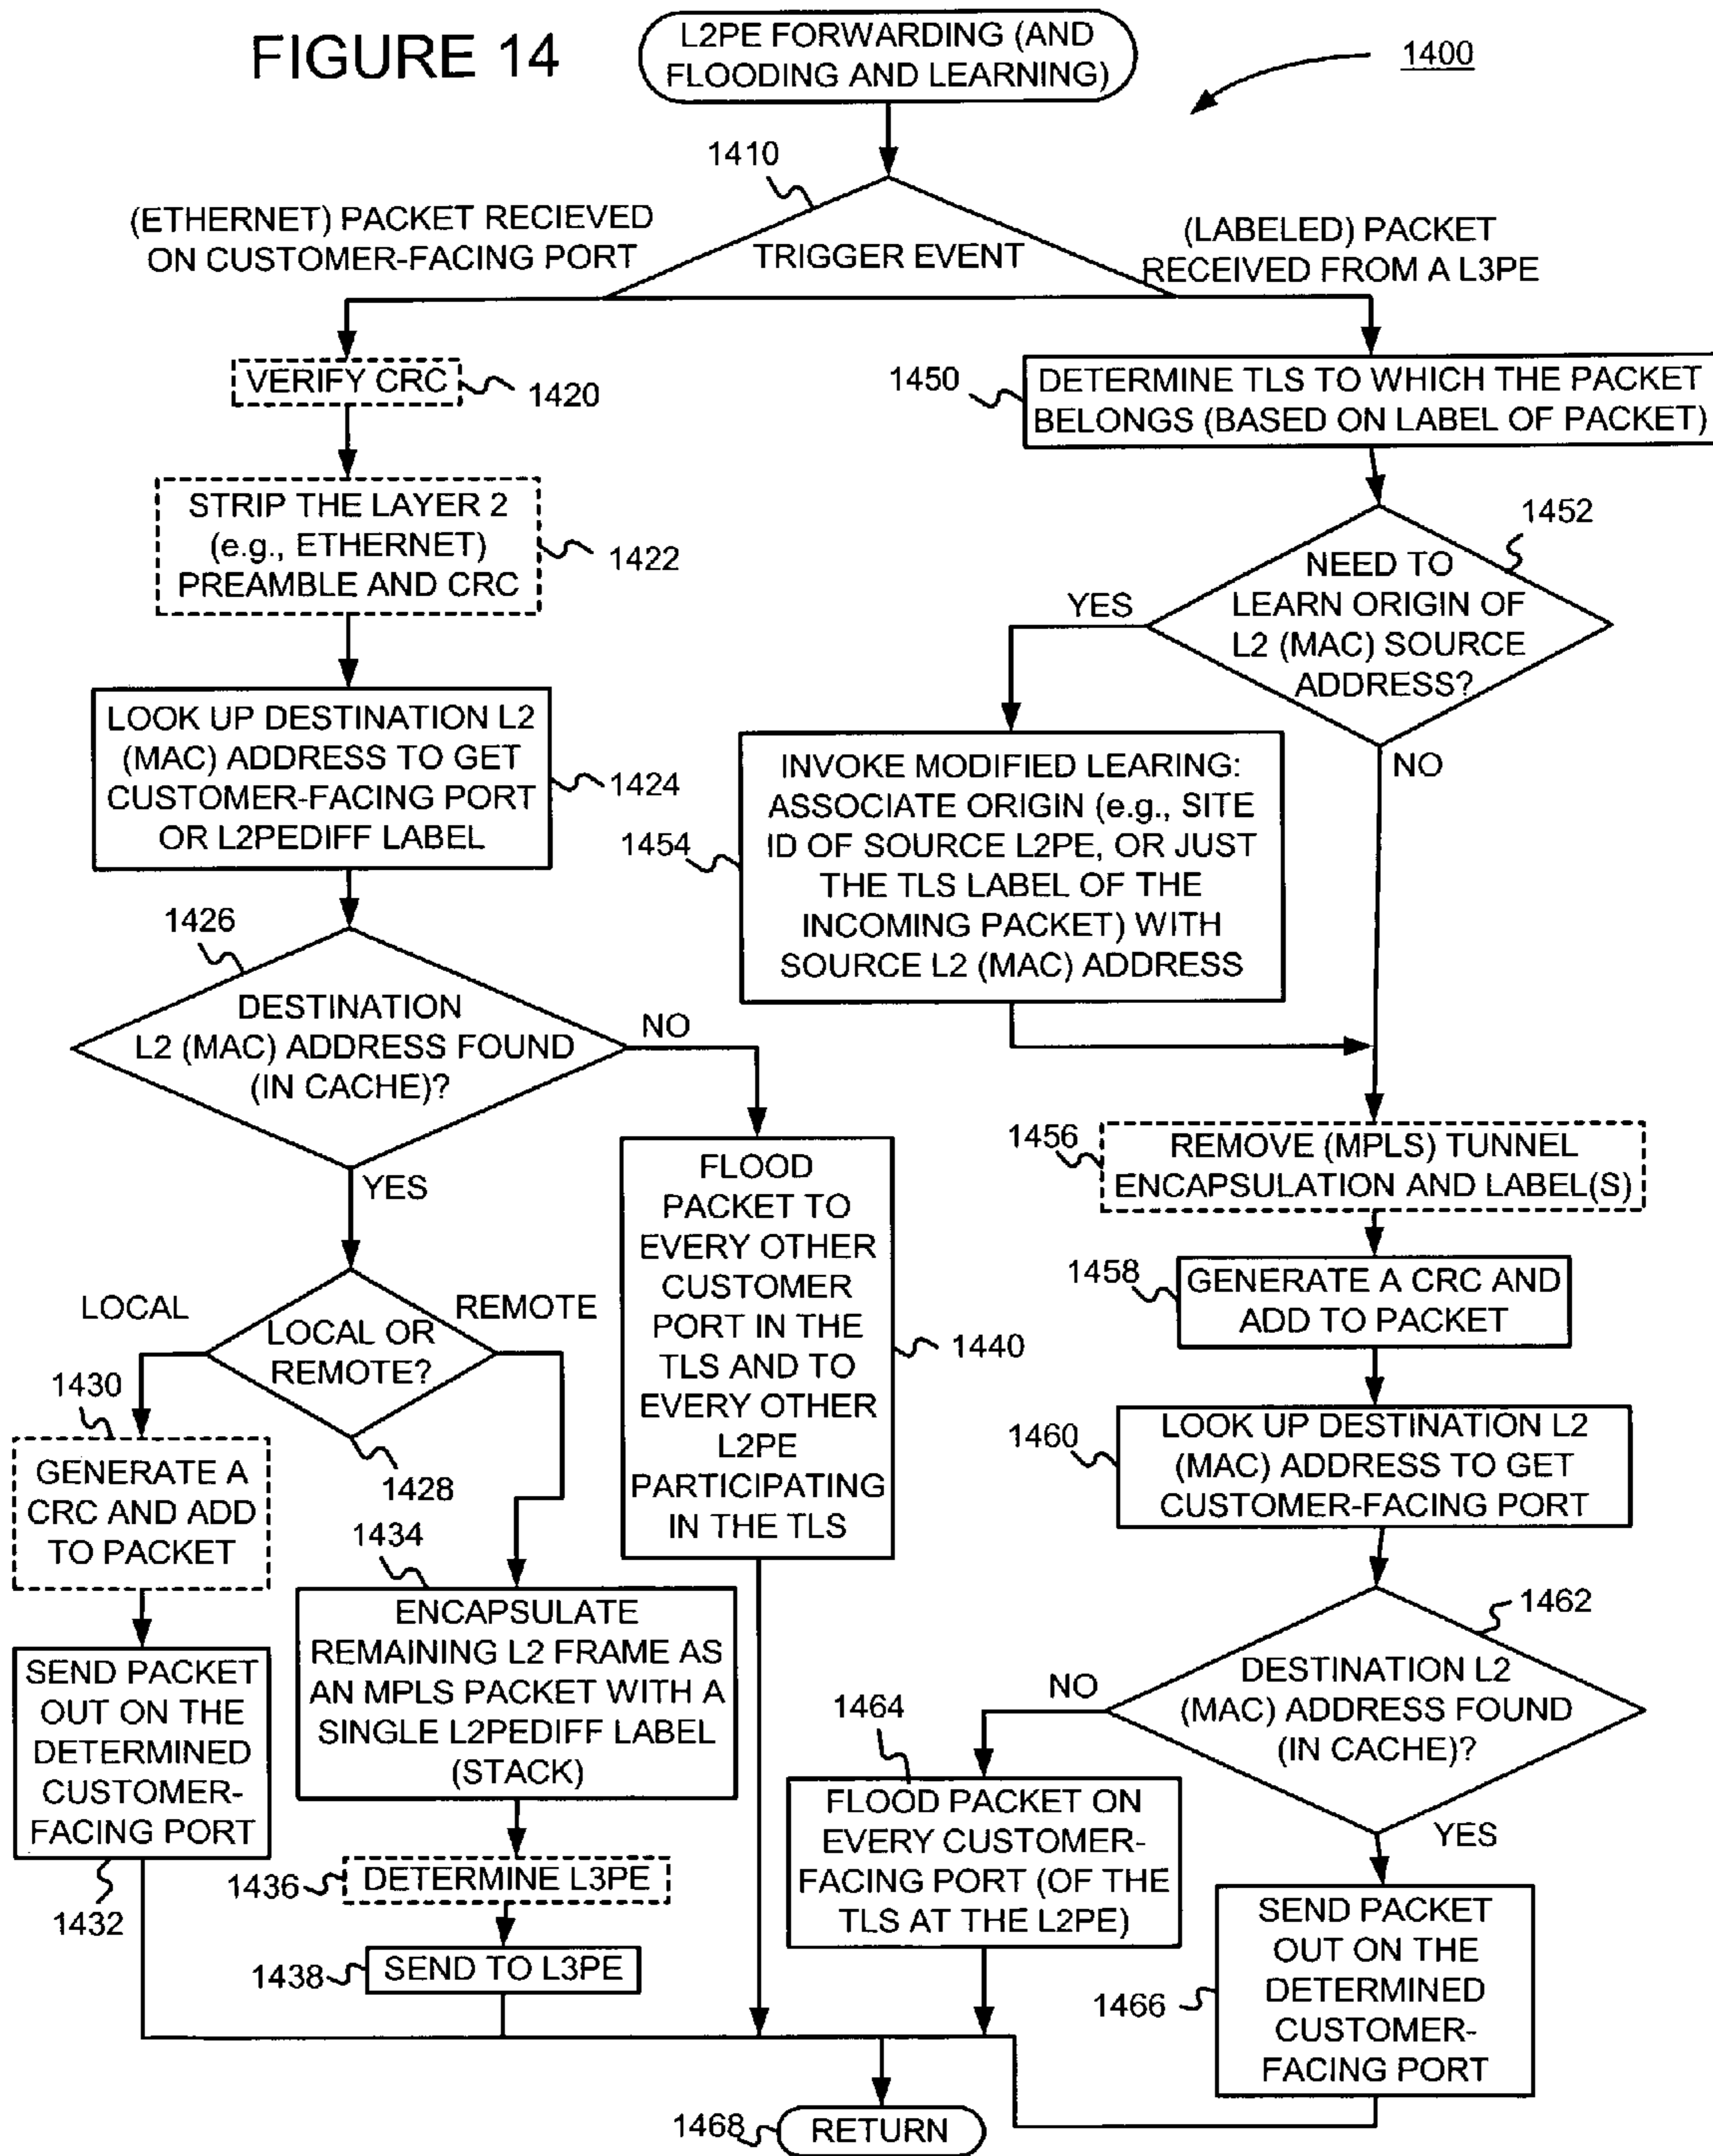 FIGURE 14
L2PE FORWARDING (AND
FLOODING AND LEARNING)
1400
1410
(ETHERNET) PACKET RECIEVED
ON CUSTOMER-FACING PORT
TRIGGER EVENT
(LABELED) PACKET
RECEIVED FROM A L3PE
VERIFY CRC
1420
STRIP THE LAYER 2
(e.g., ETHERNET)
PREAMBLE AND CRC
1422
LOOK UP DESTINATION L2
(MAC) ADDRESS TO GET
CUSTOMER-FACING PORT
OR L2PEDIFF LABEL
1424
1426
DESTINATION
L2 (MAC) ADDRESS FOUND
(IN CACHE)?
NO
YES
LOCAL
REMOTE
LOCAL OR
REMOTE?
1428
1430
GENERATE A
CRC AND ADD
TO PACKET
SEND PACKET
OUT ON THE
DETERMINED
CUSTOMER-
FACING PORT
1432
1434
ENCAPSULATE
REMAINING L2 FRAME AS
AN MPLS PACKET WITH A
SINGLE L2PEDIFF LABEL
(STACK)
1436
DETERMINE L3PE
1438
SEND TO L3PE
FLOOD
PACKET TO
EVERY OTHER
CUSTOMER
PORT IN THE
TLS AND TO
EVERY OTHER
L2PE
PARTICIPATING
IN THE TLS
1440
1450
DETERMINE TLS TO WHICH THE PACKET
BELONGS (BASED ON LABEL OF PACKET)
1452
NEED TO
LEARN ORIGIN OF
L2 (MAC) SOURCE
ADDRESS?
YES
NO
1454
INVOKE MODIFIED LEARING:
ASSOCIATE ORIGIN (e.g., SITE
ID OF SOURCE L2PE, OR JUST
THE TLS LABEL OF THE
INCOMING PACKET) WITH
SOURCE L2 (MAC) ADDRESS
1456
REMOVE (MPLS) TUNNEL
ENCAPSULATION AND LABEL(S)
1458
GENERATE A CRC AND
ADD TO PACKET
1460
LOOK UP DESTINATION L2
(MAC) ADDRESS TO GET
CUSTOMER-FACING PORT
1462
DESTINATION L2
(MAC) ADDRESS FOUND
(IN CACHE)?
NO
YES
1464
FLOOD PACKET ON
EVERY CUSTOMER-
FACING PORT (OF THE
TLS AT THE L2PE)
1466
SEND PACKET
OUT ON THE
DETERMINED
CUSTOMER-
FACING PORT
1468
RETURN